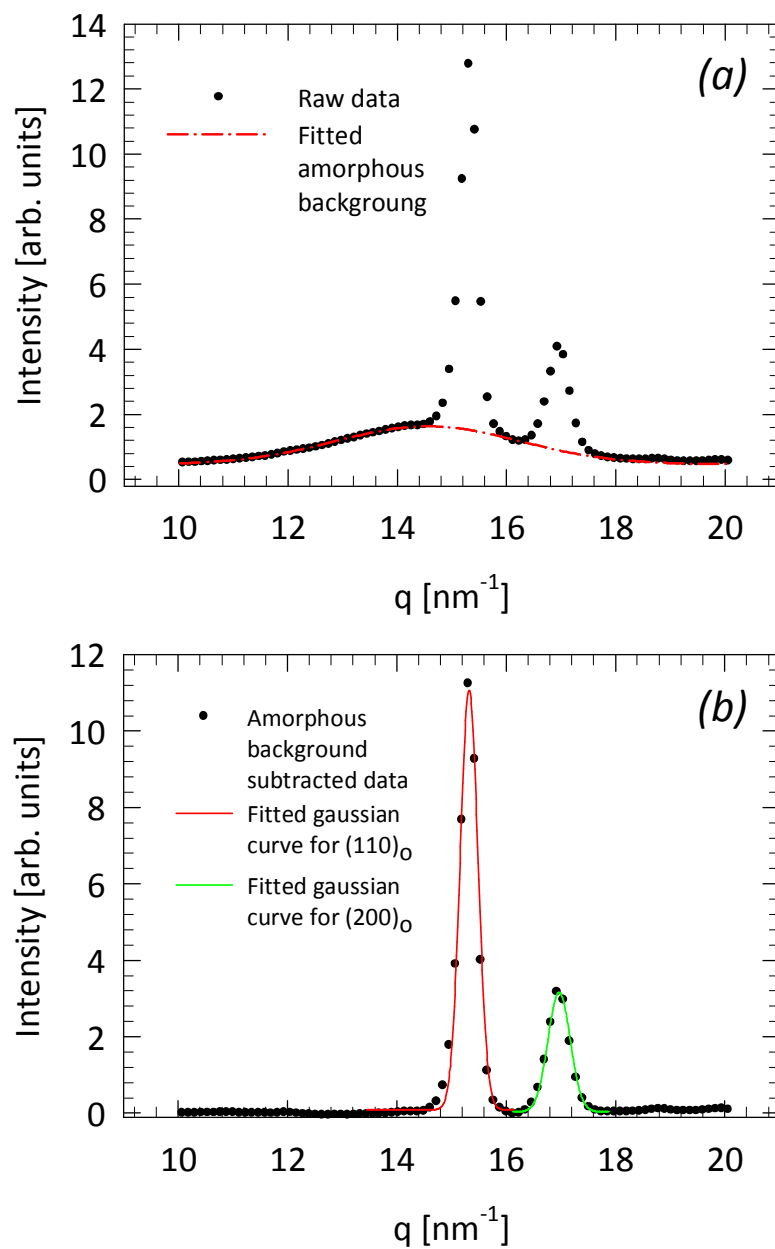 14
(a)
12
Raw data
Fitted
amorphous
backgroung
10
8
6
4
2
0
Intensity [arb. units]
10 12 14 16 18 20
q [nm⁻¹]
12
(b)
Amorphous
background
subtracted data
Fitted gaussian
curve for (110)ₒ
Fitted gaussian
curve for (200)ₒ
10
8
6
4
2
0
Intensity [arb. units]
10 12 14 16 18 20
q [nm⁻¹]